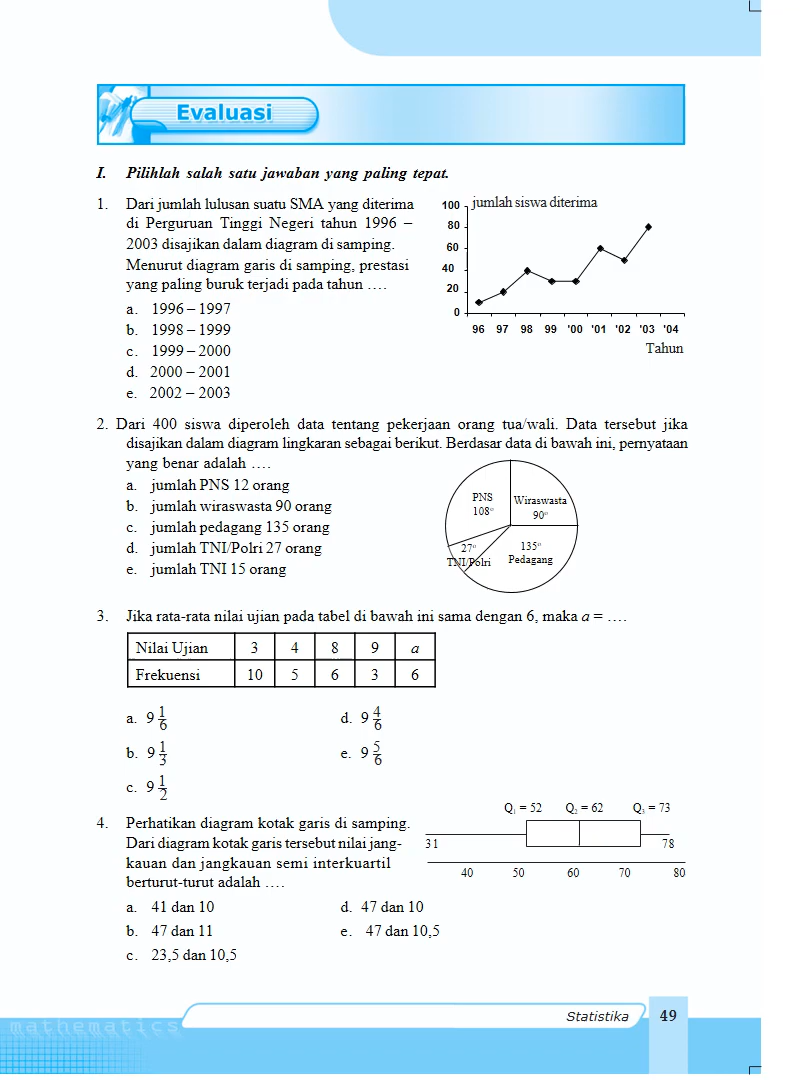 Evaluasi
I. Pilihlah salah satu jawaban yang paling tepat.
1. Dari jumlah lulusan suatu SMA yang diterima
di Perguruan Tinggi Negeri tahun 1996 –
2003 disajikan dalam diagram di samping.
Menurut diagram garis di samping, prestasi
yang paling buruk terjadi pada tahun ….
a. 1996 – 1997
b. 1998 – 1999
c. 1999 – 2000
d. 2000 – 2001
e. 2002 – 2003
jumlah siswa diterima
100
80
60
40
20
0
96 97 98 99 '00 '01 '02 '03 '04
Tahun
2. Dari 400 siswa diperoleh data tentang pekerjaan orang tua/wali. Data tersebut jika
disajikan dalam diagram lingkaran sebagai berikut. Berdasar data di bawah ini, pernyataan
yang benar adalah ….
a. jumlah PNS 12 orang
b. jumlah wiraswasta 90 orang
c. jumlah pedagang 135 orang
d. jumlah TNI/Polri 27 orang
e. jumlah TNI 15 orang
PNS
108°
Wiraswasta
90°
27°
TNI/Polri
135°
Pedagang
3. Jika rata-rata nilai ujian pada tabel di bawah ini sama dengan 6, maka a = ….
Nilai Ujian 3 4 8 9 a
Frekuensi 10 5 6 3 6
a. 9 1/6 d. 9 4/6
b. 9 1/3 e. 9 5/6
c. 9 1/2
4. Perhatikan diagram kotak garis di samping.
Dari diagram kotak garis tersebut nilai jang-
kauan dan jangkauan semi interkuartil
berturut-turut adalah ….
a. 41 dan 10 d. 47 dan 10
b. 47 dan 11 e. 47 dan 10,5
c. 23,5 dan 10,5
Q₁ = 52 Q₂ = 62 Q₃ = 73
31 78
40 50 60 70 80
mathematics
Statistika 49